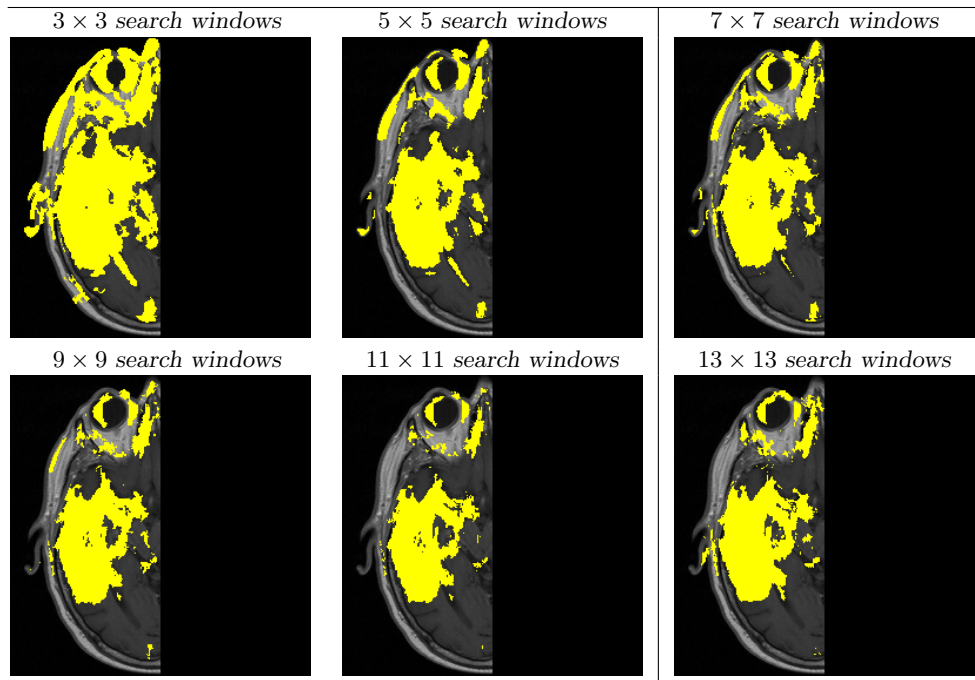 3 × 3 search windows
5 × 5 search windows
7 × 7 search windows
9 × 9 search windows
11 × 11 search windows
13 × 13 search windows